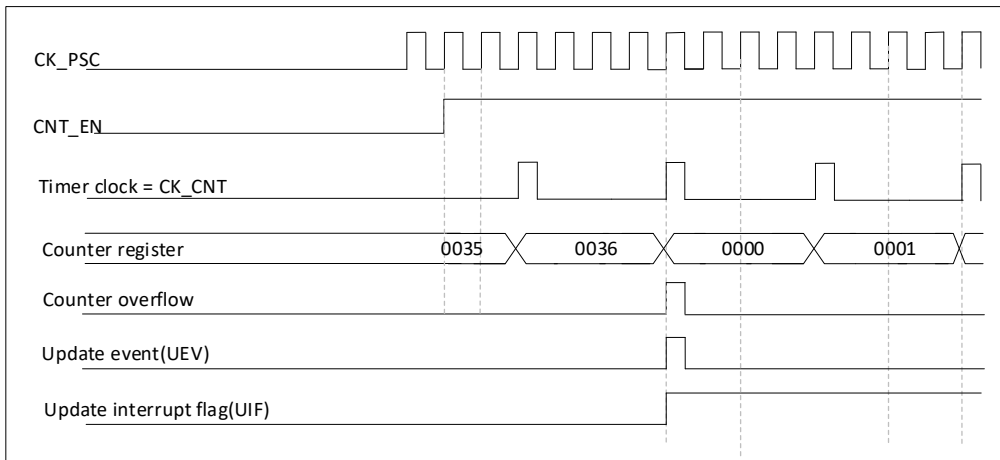 CK_PSC
CNT_EN
Timer clock = CK_CNT
Counter register 0035 0036 0000 0001
Counter overflow
Update event(UEV)
Update interrupt flag(UIF)